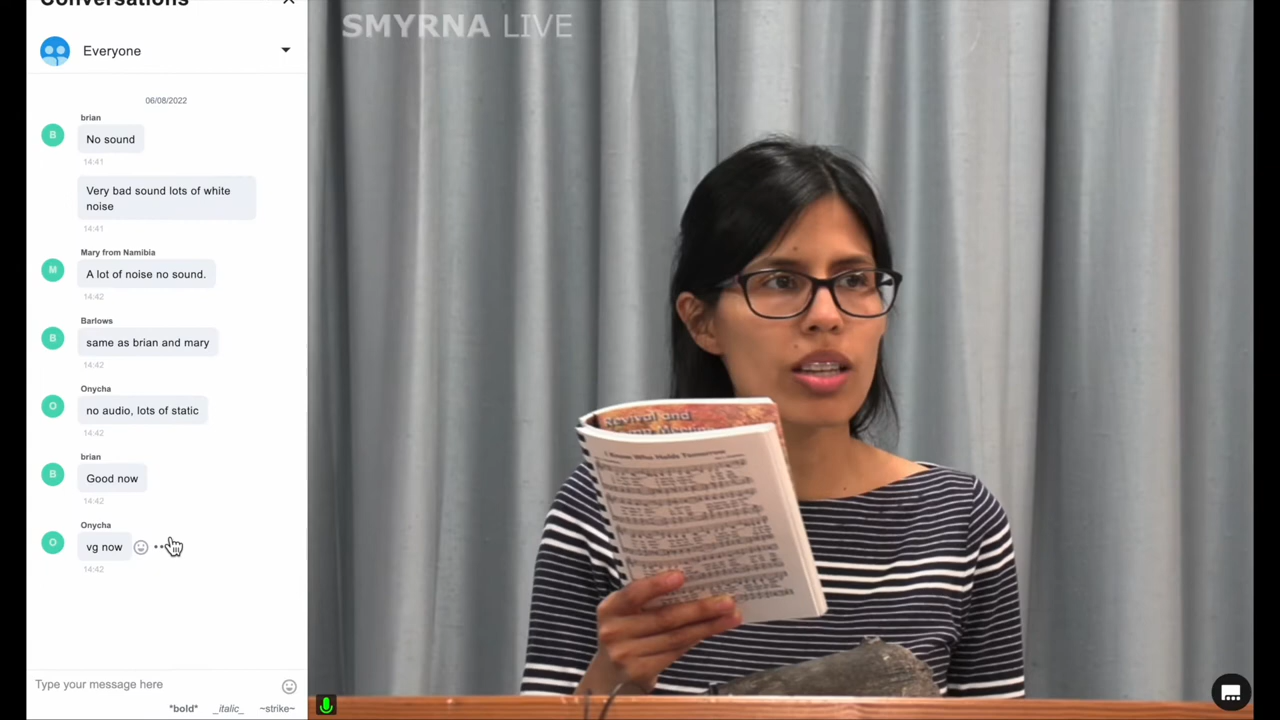 Conversations
Everyone
06/08/2022
brian
B
No sound
14:41
Very bad sound lots of white
noise
14:41
Mary from Namibia
M
A lot of noise no sound.
14:42
Barlows
B
same as brian and mary
14:42
Onycha
O
no audio, lots of static
14:42
brian
B
Good now
14:42
Onycha
O
vg now
14:42
Type your message here
*bold* _italic_ ~strike~
SMYRNA LIVE
Revival and
Camp Meeting
I Know Who Holds Tomorrow